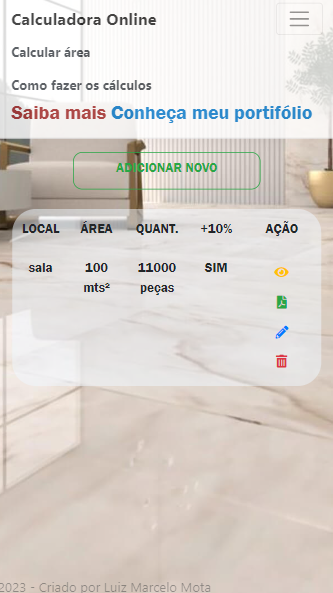 Calculadora Online
Calcular área
Como fazer os cálculos
Saiba mais Conheça meu portifólio
ADICIONAR NOVO
LOCAL ÁREA QUANT. +10% AÇÃO
sala 100 11000 SIM
mts² peças
2023 - Criado por Luiz Marcelo Mota